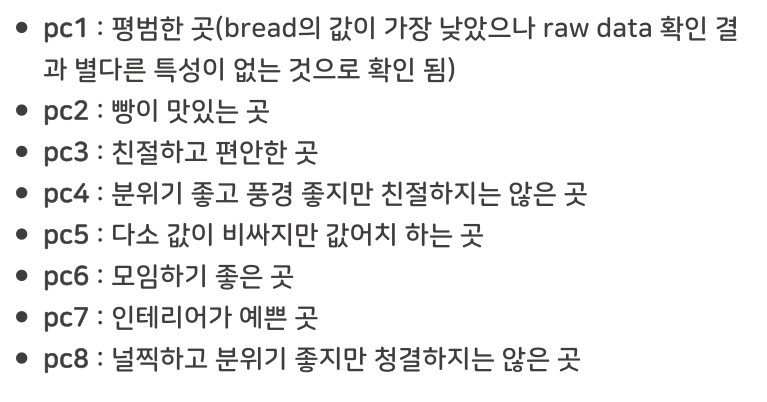 • pc1 : 평범한 곳(bread의 값이 가장 낮았으나 raw data 확인 결
과 별다른 특성이 없는 것으로 확인 됨)
• pc2 : 빵이 맛있는 곳
• pc3 : 친절하고 편안한 곳
• pc4 : 분위기 좋고 풍경 좋지만 친절하지는 않은 곳
• pc5 : 다소 값이 비싸지만 값어치 하는 곳
• pc6 : 모임하기 좋은 곳
• pc7 : 인테리어가 예쁜 곳
• pc8 : 널찍하고 분위기 좋지만 청결하지는 않은 곳